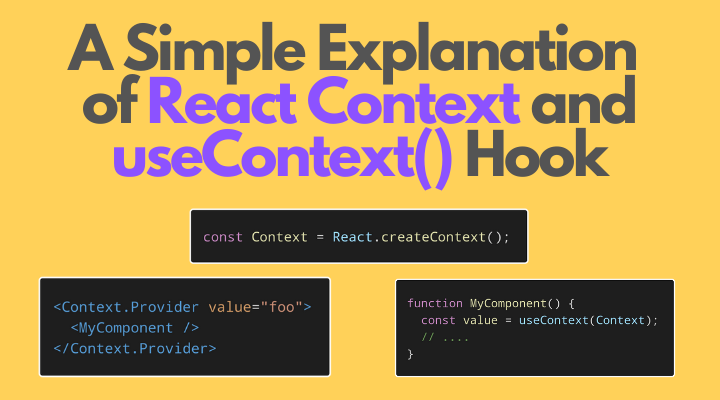 A Simple Explanation
of React Context and
useContext() Hook
const Context = React.createContext();
<Context.Provider value="foo">
  <MyComponent />
</Context.Provider>
function MyComponent() {
  const value = useContext(Context);
  // ....
}